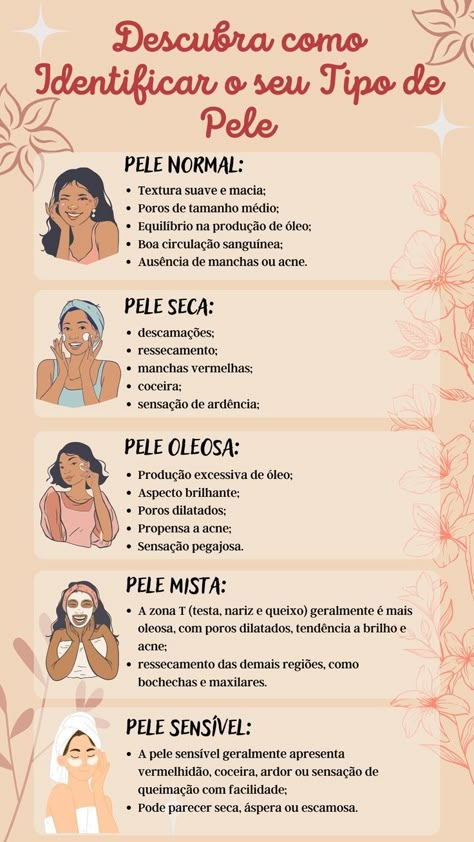 Descubra como
Identificar o seu Tipo de
Pele
PELE NORMAL:
• Textura suave e macia;
• Poros de tamanho médio;
• Equilíbrio na produção de óleo;
• Boa circulação sanguínea;
• Ausência de manchas ou acne.
PELE SECA:
• descamações;
• ressecamento;
• manchas vermelhas;
• coceira;
• sensação de ardência;
PELE OLEOSA:
• Produção excessiva de óleo;
• Aspecto brilhante;
• Poros dilatados;
• Propensa a acne;
• Sensação pegajosa.
PELE MISTA:
• A zona T (testa, nariz e queixo) geralmente é mais
oleosa, com poros dilatados, tendência a brilho e
acne;
• ressecamento das demais regiões, como
bochechas e maxilares.
PELE SENSÍVEL:
• A pele sensível geralmente apresenta
vermelhidão, coceira, ardor ou sensação de
queimação com facilidade;
• Pode parecer seca, áspera ou escamosa.